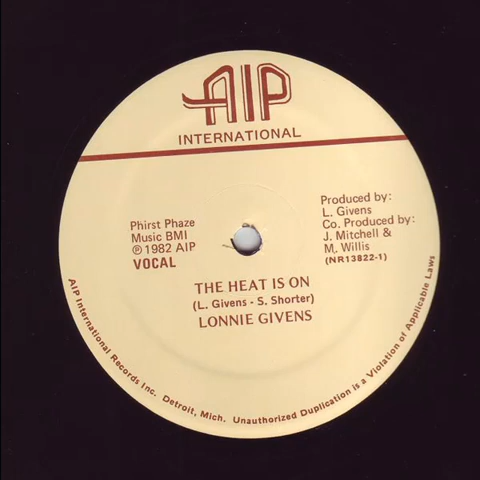 AIP
INTERNATIONAL
Phirst Phaze
Music BMI
℗ 1982 AIP
VOCAL
Produced by:
L. Givens
Co. Produced by:
J. Mitchell &
M. Willis
(NR13822-1)
THE HEAT IS ON
(L. Givens - S. Shorter)
LONNIE GIVENS
AIP International Records Inc. Detroit, Mich. Unauthorized Duplication is a Violation of Applicable Laws